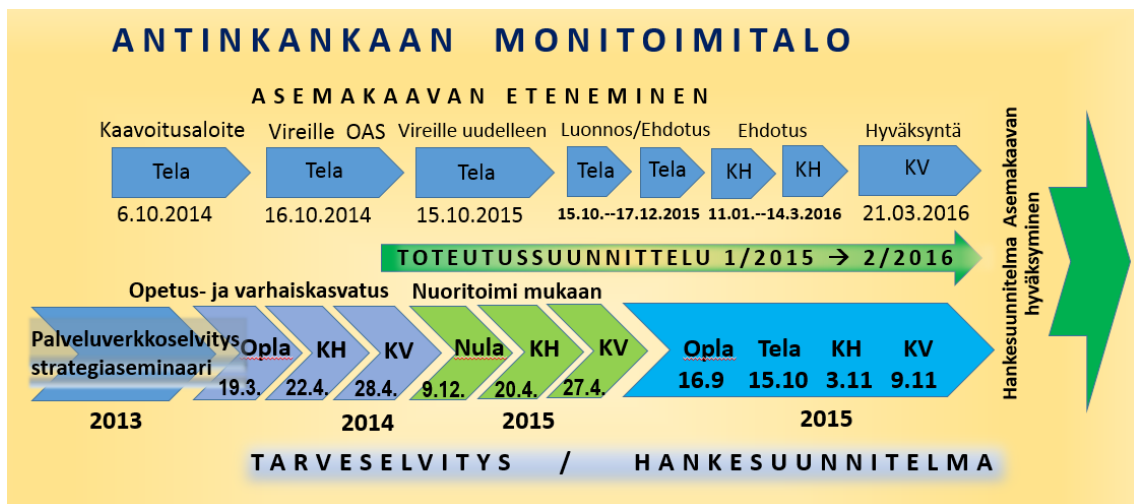 ANTINKANKAAN MONITOIMITALO
ASEMAKAAVAN ETENEMINEN
Kaavoitusaloite Vireille OAS Vireille uudelleen Luonnos/Ehdotus Ehdotus Hyväksyntä
Tela Tela Tela Tela Tela KH KH KV
6.10.2014 16.10.2014 15.10.2015 15.10.--17.12.2015 11.01.--14.3.2016 21.03.2016
TOTEUTUSSUUNNITTELU 1/2015 → 2/2016
Opetus- ja varhaiskasvatus Nuoritoimi mukaan
Palveluverkkoselvitys
strategiaseminaari
Opla KH KV Nula KH KV Opla Tela KH KV
19.3. 22.4. 28.4. 9.12. 20.4. 27.4. 16.9 15.10 3.11 9.11
2013 2014 2015 2015
TARVESELVITYS / HANKESUUNNITELMA
Hankesuunnitelma Asemakaavan
hyväksyminen